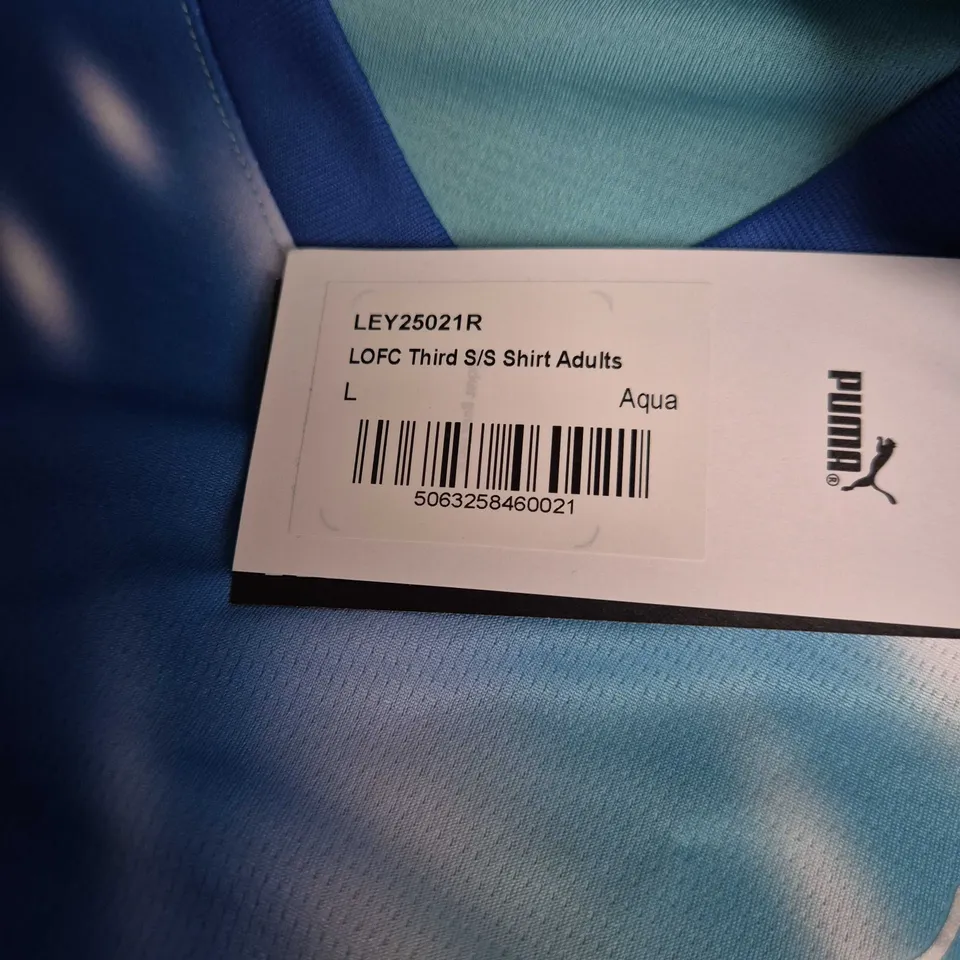 LEY25021R
LOFC Third S/S Shirt Adults
L Aqua
5063258460021
PUMA®